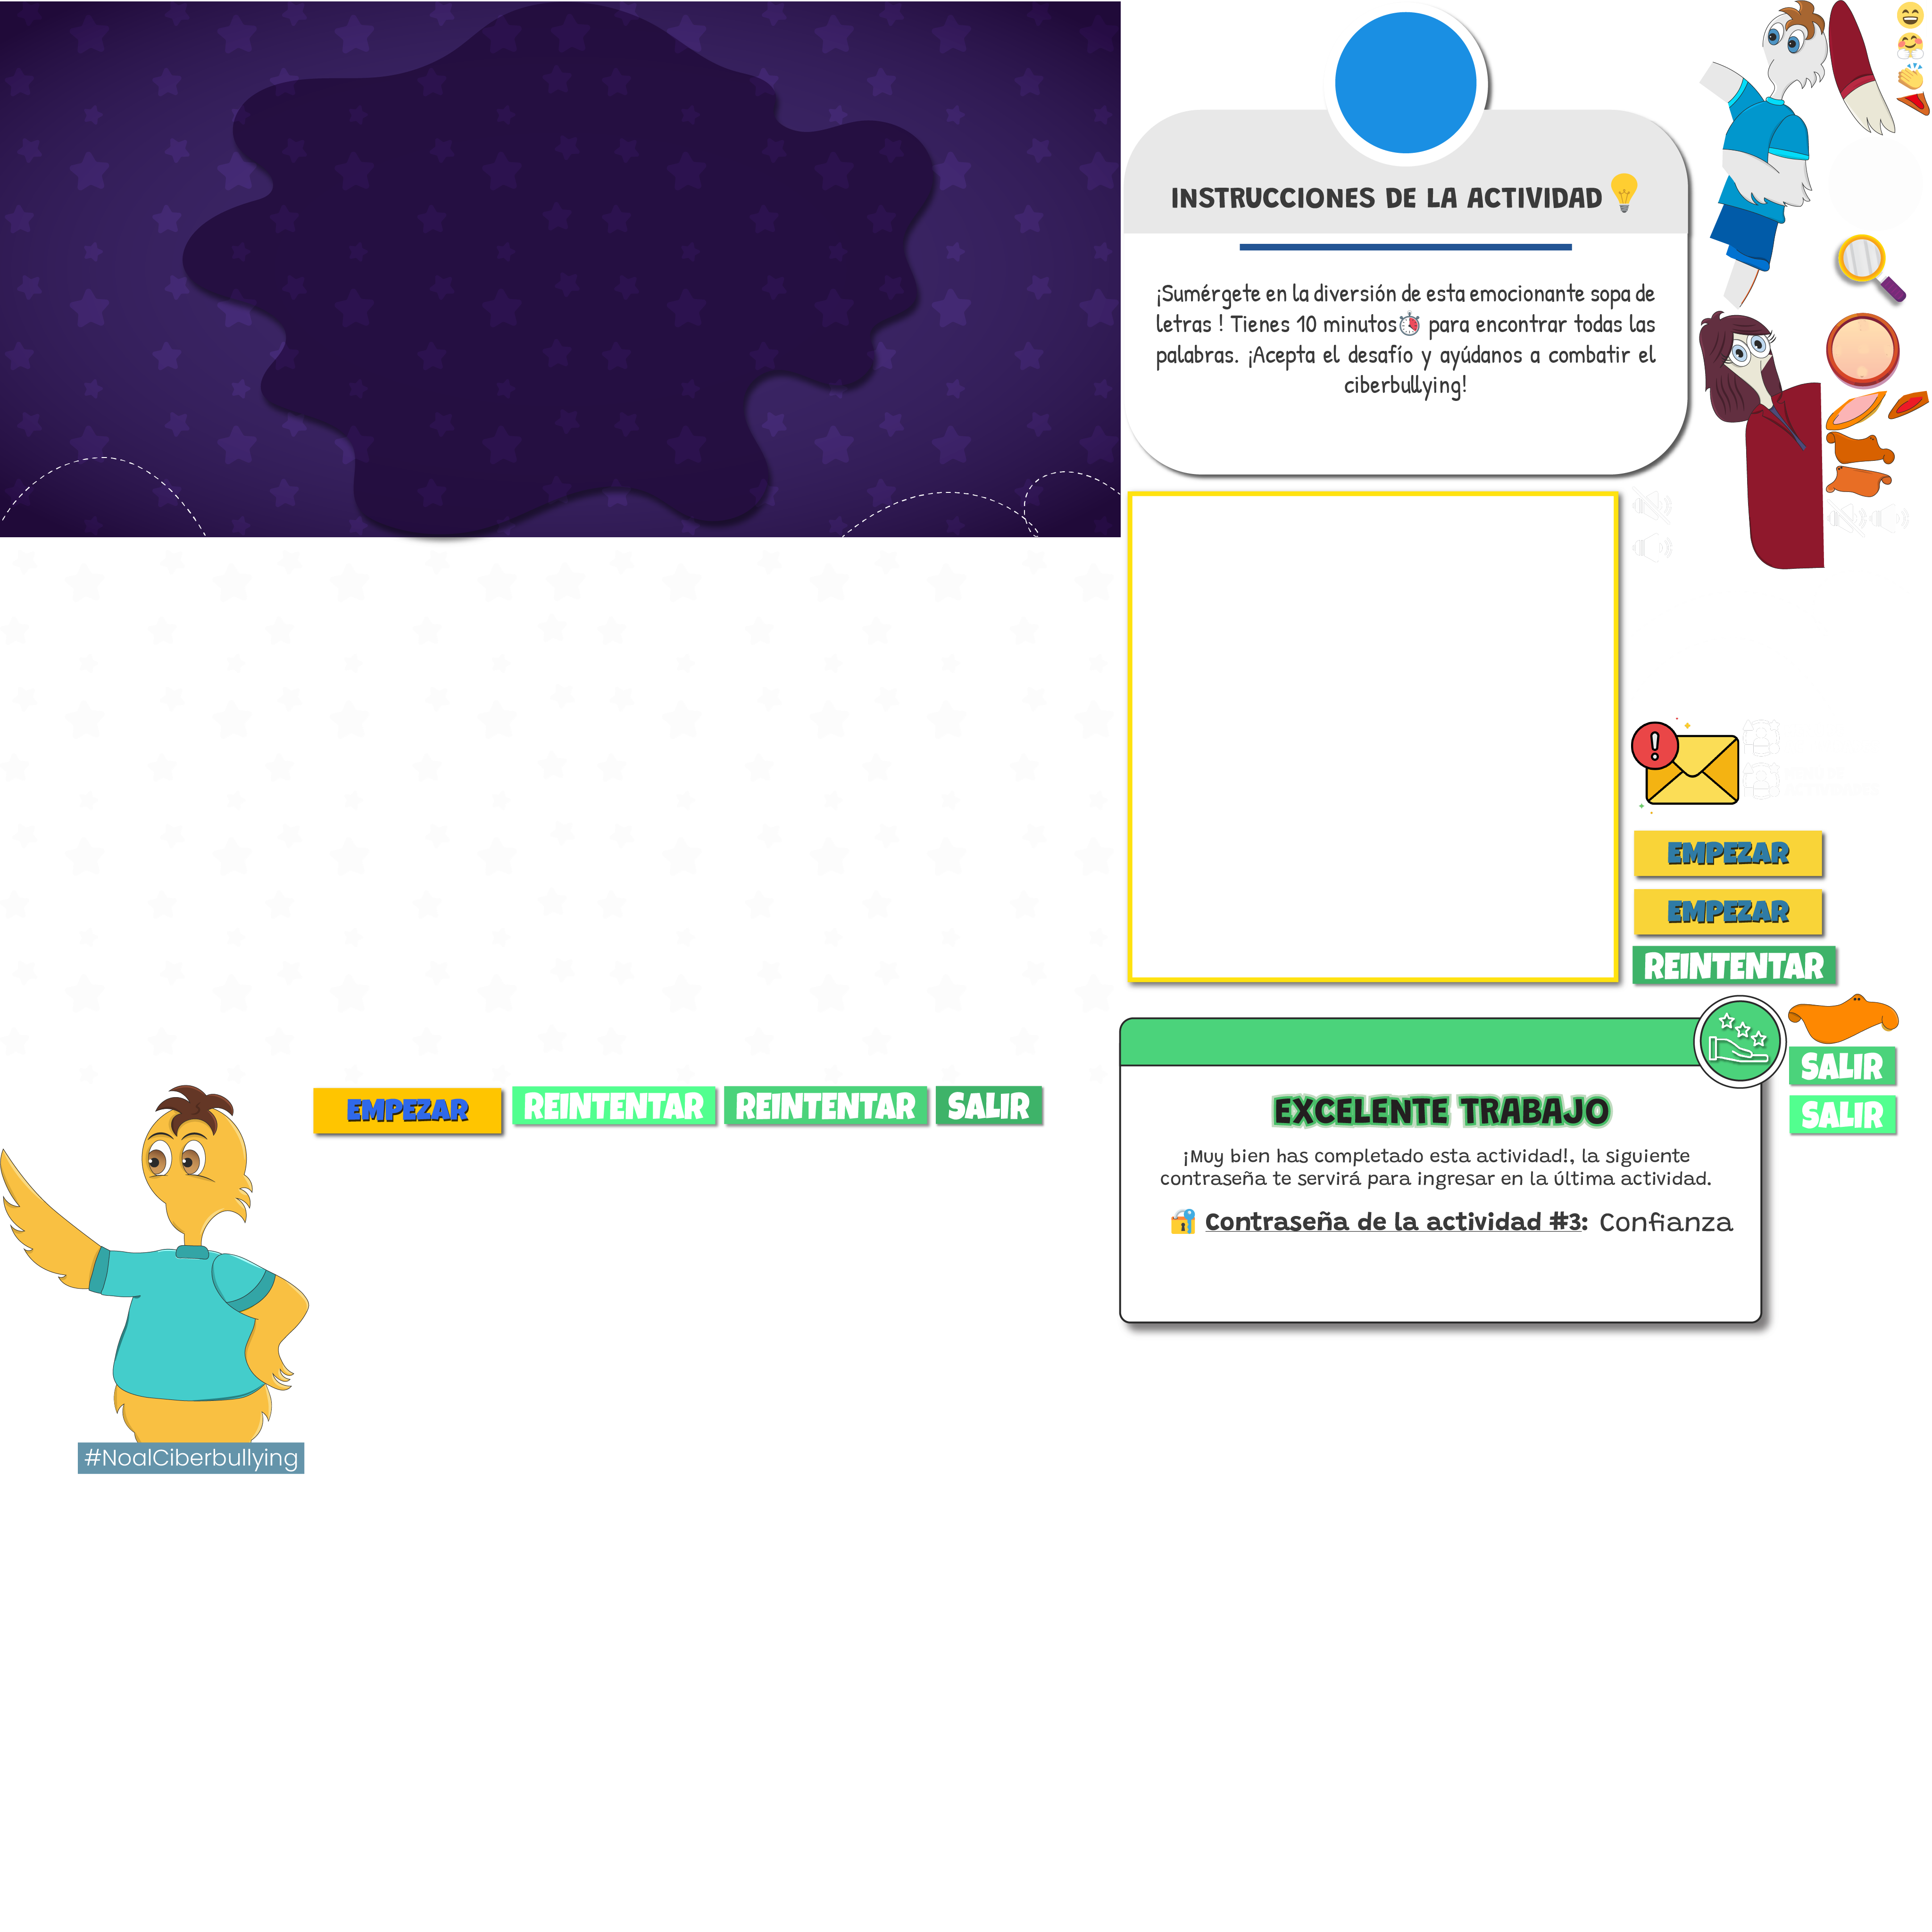 INSTRUCCIONES DE LA ACTIVIDAD
¡Sumérgete en la diversión de esta emocionante sopa de
letras ! Tienes 10 minutos para encontrar todas las
palabras. ¡Acepta el desafío y ayúdanos a combatir el
ciberbullying!
EMPEZAR
EMPEZAR
REINTENTAR
SALIR
SALIR
EMPEZAR
REINTENTAR
REINTENTAR
SALIR
EXCELENTE TRABAJO
¡Muy bien has completado esta actividad!, la siguiente
contraseña te servirá para ingresar en la última actividad.
Contraseña de la actividad #3: Confianza
#NoalCiberbullying